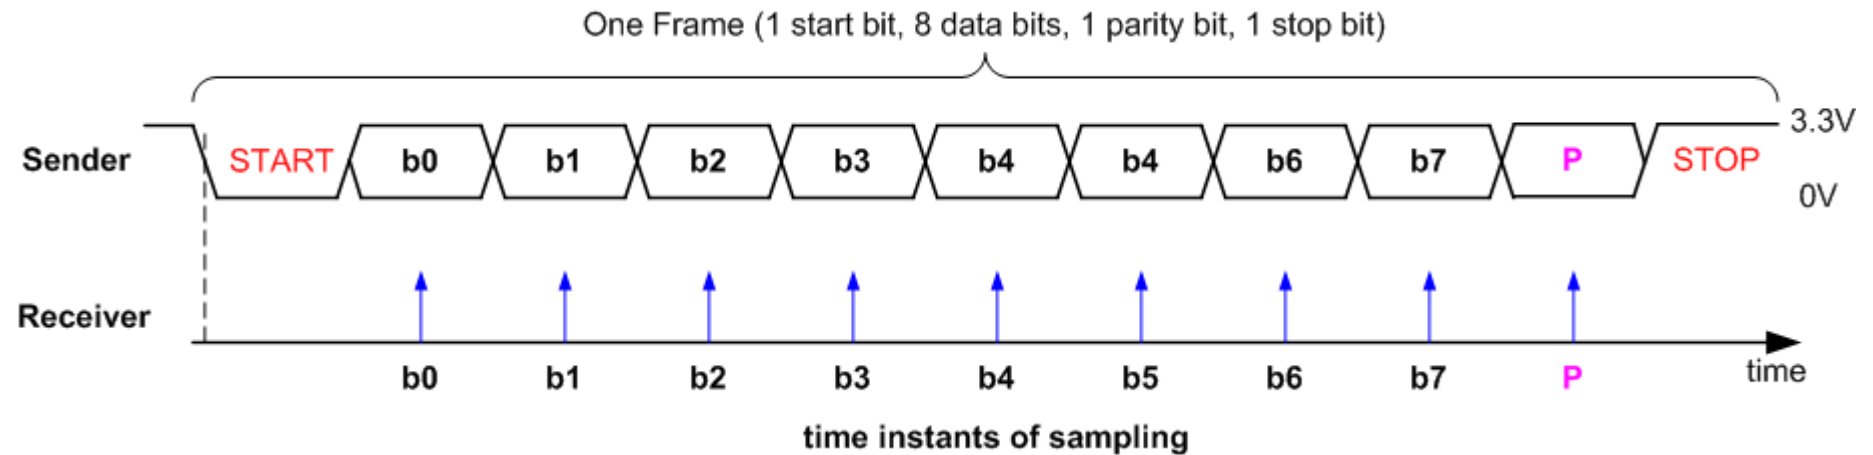 One Frame (1 start bit, 8 data bits, 1 parity bit, 1 stop bit)
3.3V
Sender START b0 b1 b2 b3 b4 b4 b6 b7 P STOP
0V
Receiver
b0 b1 b2 b3 b4 b5 b6 b7 P time
time instants of sampling